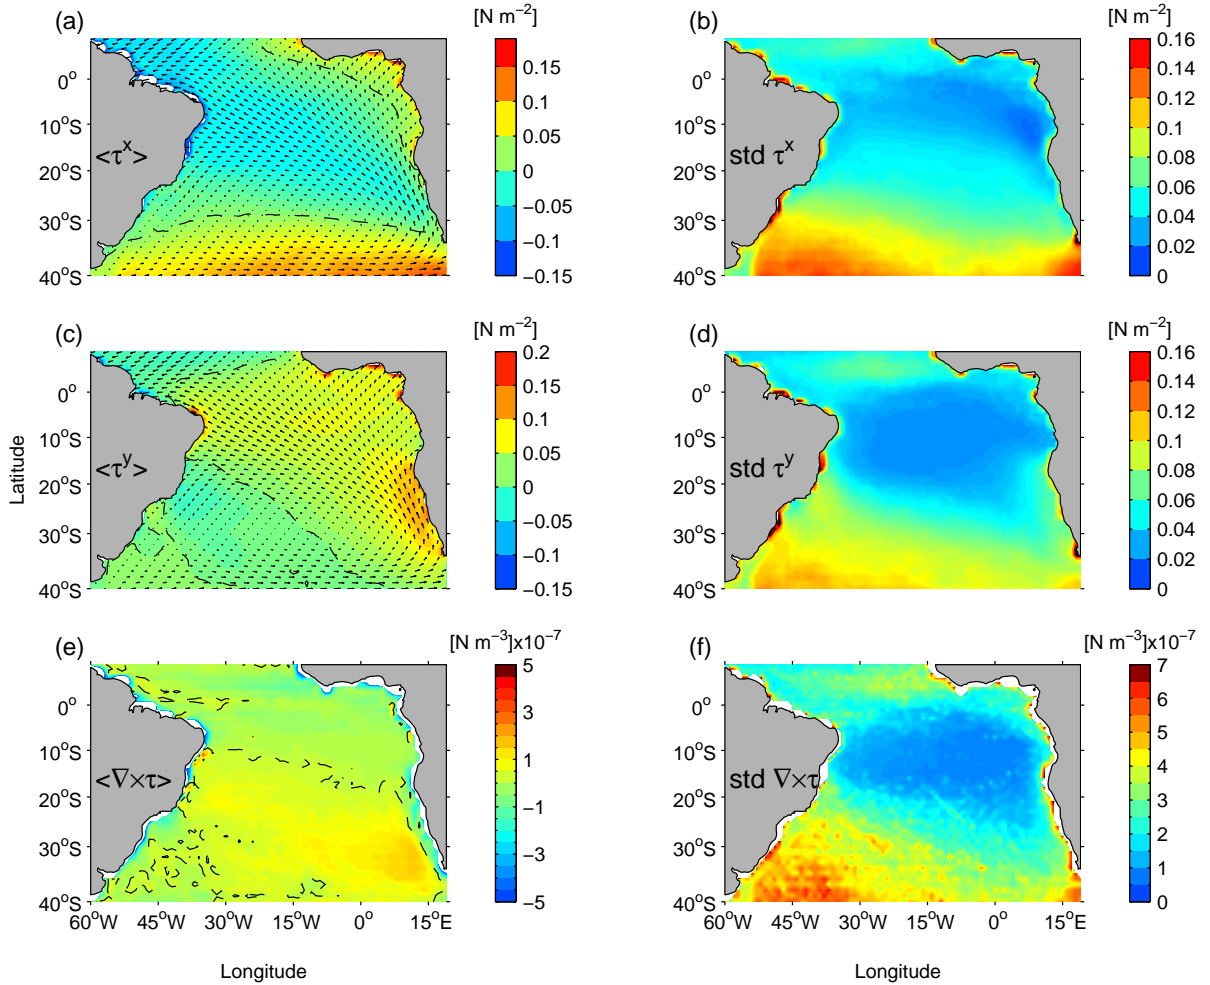 (a) [N m⁻²]
0.15
0.1
0.05
0
−0.05
−0.1
−0.15
0°
10°S
20°S
30°S
40°S
<τˣ>
(b) [N m⁻²]
0.16
0.14
0.12
0.1
0.08
0.06
0.04
0.02
0
0°
10°S
20°S
30°S
40°S
std τˣ
(c) [N m⁻²]
0.2
0.15
0.1
0.05
0
−0.05
−0.1
−0.15
0°
10°S
20°S
30°S
40°S
<τʸ>
Latitude
(d) [N m⁻²]
0.16
0.14
0.12
0.1
0.08
0.06
0.04
0.02
0
0°
10°S
20°S
30°S
40°S
std τʸ
(e) [N m⁻³]x10⁻⁷
5
3
1
−1
−3
−5
0°
10°S
20°S
30°S
40°S
<∇×τ>
60°W 45°W 30°W 15°W 0° 15°E
Longitude
(f) [N m⁻³]x10⁻⁷
7
6
5
4
3
2
1
0
0°
10°S
20°S
30°S
40°S
std ∇×τ
60°W 45°W 30°W 15°W 0° 15°E
Longitude